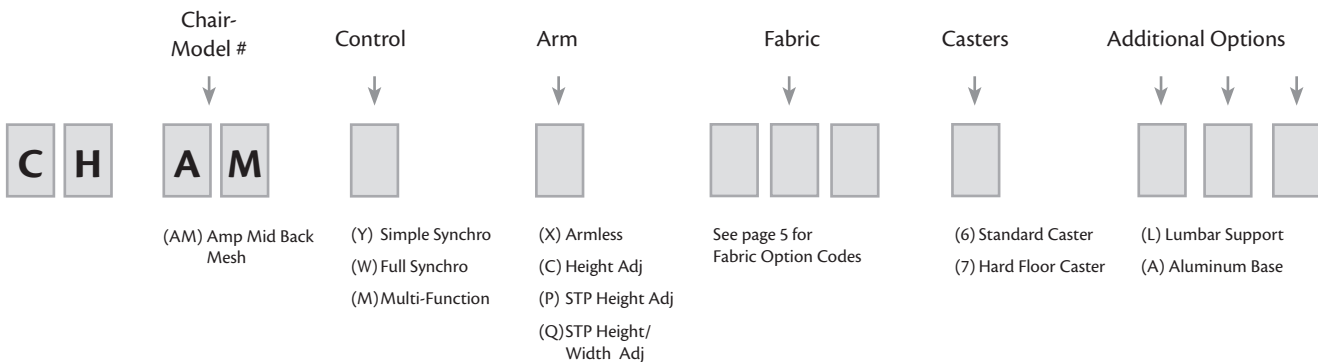 Chair-
Model #
Control
Arm
Fabric
Casters
Additional Options
C H A M
(AM) Amp Mid Back
Mesh
(Y) Simple Synchro
(W) Full Synchro
(M) Multi-Function
(X) Armless
(C) Height Adj
(P) STP Height Adj
(Q) STP Height/
Width Adj
See page 5 for
Fabric Option Codes
(6) Standard Caster
(7) Hard Floor Caster
(L) Lumbar Support
(A) Aluminum Base